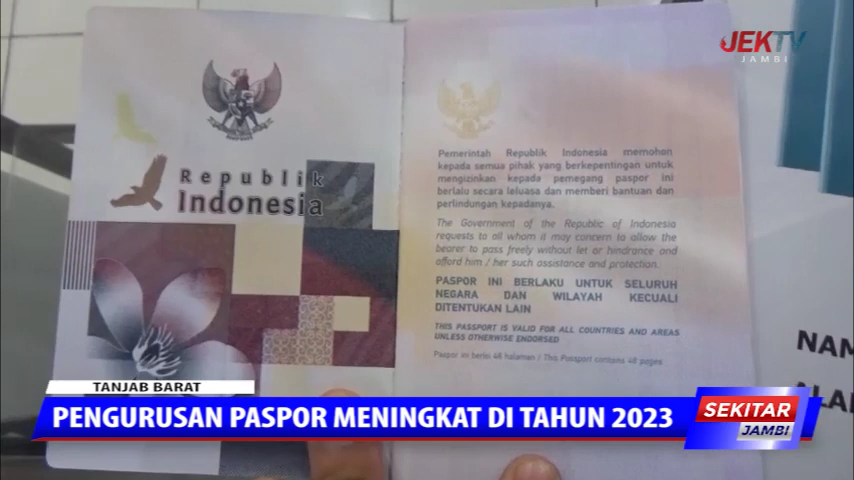 JEKTV
JAMBI
Republik
Indonesia
Pemerintah Republik Indonesia memohon
kepada semua pihak yang berkepentingan untuk
mengizinkan kepada pemegang paspor ini
berlalu secara leluasa dan memberi bantuan dan
perlindungan kepadanya.
The Government of the Republic of Indonesia
requests to all whom it may concern to allow the
bearer to pass freely without let or hindrance and
afford him / her such assistance and protection.
PASPOR INI BERLAKU UNTUK SELURUH
NEGARA DAN WILAYAH KECUALI
DITENTUKAN LAIN
THIS PASSPORT IS VALID FOR ALL COUNTRIES AND AREAS
UNLESS OTHERWISE ENDORSED
Paspor ini berisi 48 halaman / This Passport contains 48 pages
NAM
ALA
TANJAB BARAT
PENGURUSAN PASPOR MENINGKAT DI TAHUN 2023
SEKITAR
JAMBI